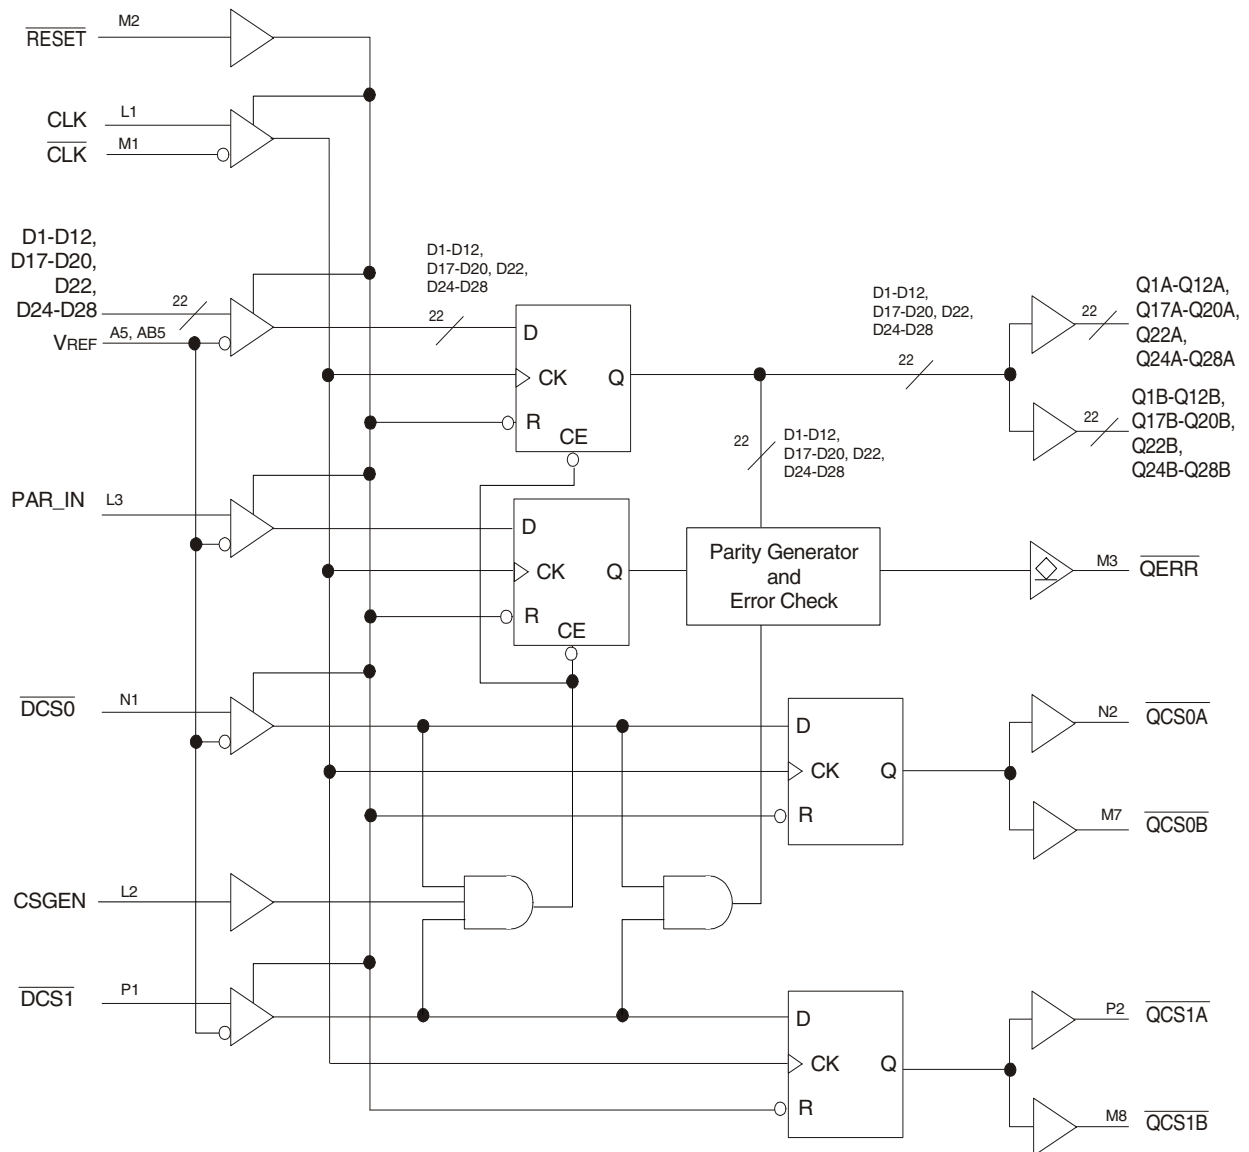 RESET
M2
CLK
L1
CLK
M1
D1-D12,
D17-D20,
D22,
D24-D28
22
VREF
A5, AB5
D1-D12,
D17-D20, D22,
D24-D28
22
D
CK
Q
R
CE
D1-D12,
D17-D20, D22,
D24-D28
22
22
Q1A-Q12A,
Q17A-Q20A,
Q22A,
Q24A-Q28A
22
Q1B-Q12B,
Q17B-Q20B,
Q22B,
Q24B-Q28B
22
D1-D12,
D17-D20, D22,
D24-D28
PAR_IN
L3
D
CK
Q
R
CE
Parity Generator
and
Error Check
M3
QERR
DCS0
N1
D
CK
Q
R
N2
QCS0A
M7
QCS0B
CSGEN
L2
DCS1
P1
D
CK
Q
R
P2
QCS1A
M8
QCS1B